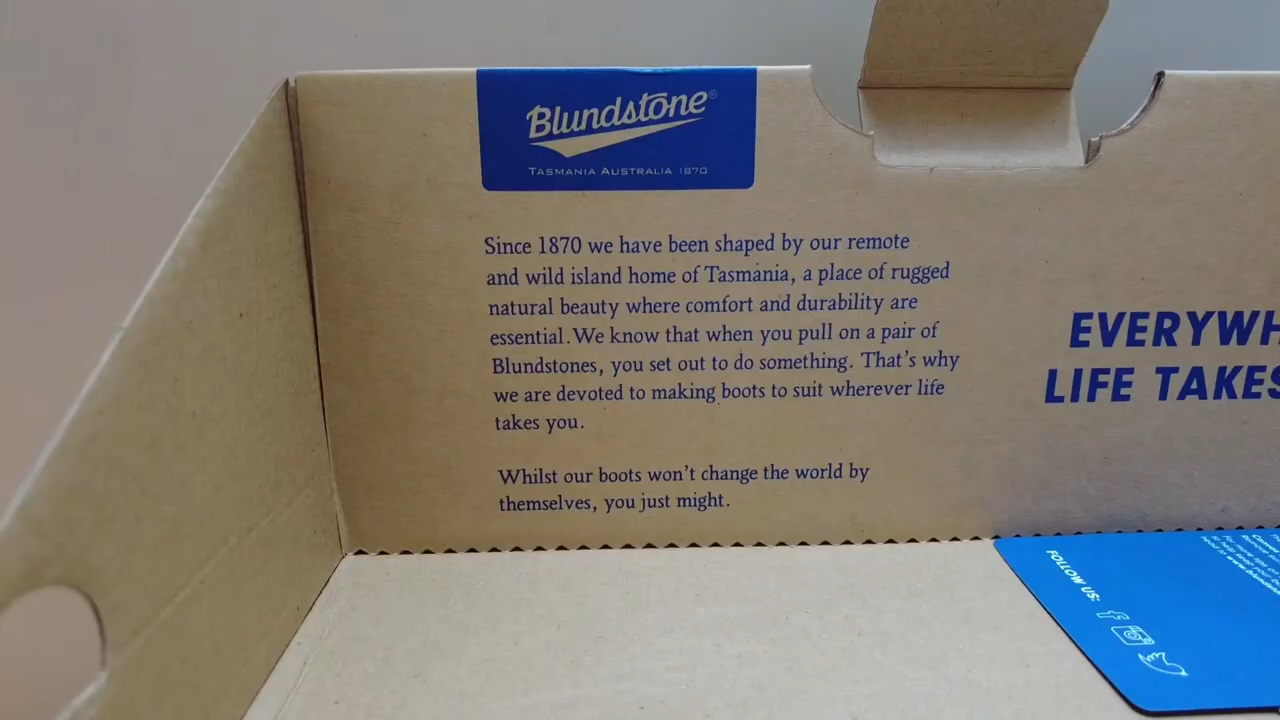 Blundstone®
TASMANIA AUSTRALIA 1870
Since 1870 we have been shaped by our remote
and wild island home of Tasmania, a place of rugged
natural beauty where comfort and durability are
essential. We know that when you pull on a pair of
Blundstones, you set out to do something. That's why
we are devoted to making boots to suit wherever life
takes you.
Whilst our boots won't change the world by
themselves, you just might.
EVERYWH
LIFE TAKES
FOLLOW US: